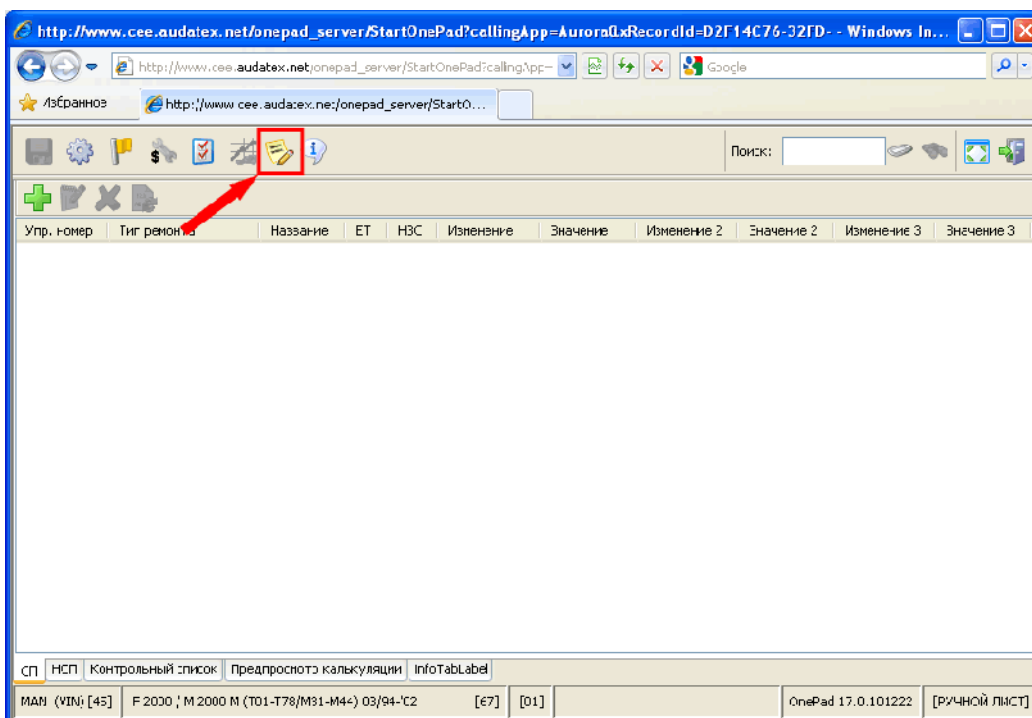 http://www.cee.audatex.net/onepad_server/StartOnePad?callingApp=AuroraQxRecordId=D2F14C76-32FD- - Windows In...
http://www.cee.audatex.net/onepad_server/StartOnePad?callingApp=
Google
Избранное
http://www.cee.audatex.net/onepad_server/StartO...
Поиск:
Упр. номер Тип ремонта Название ET НЗС Изменение Значение Изменение 2 Значение 2 Изменение 3 Значение 3
СП НСП Контрольный список Предпросмотр калькуляции InfoTabLabel
MAN (VIN) [45] F 2000 / M 2000 M (T01-T78/M31-M44) 03/94-'02 [67] [01] OnePad 17.0.101222 [РУЧНОЙ ЛИСТ]